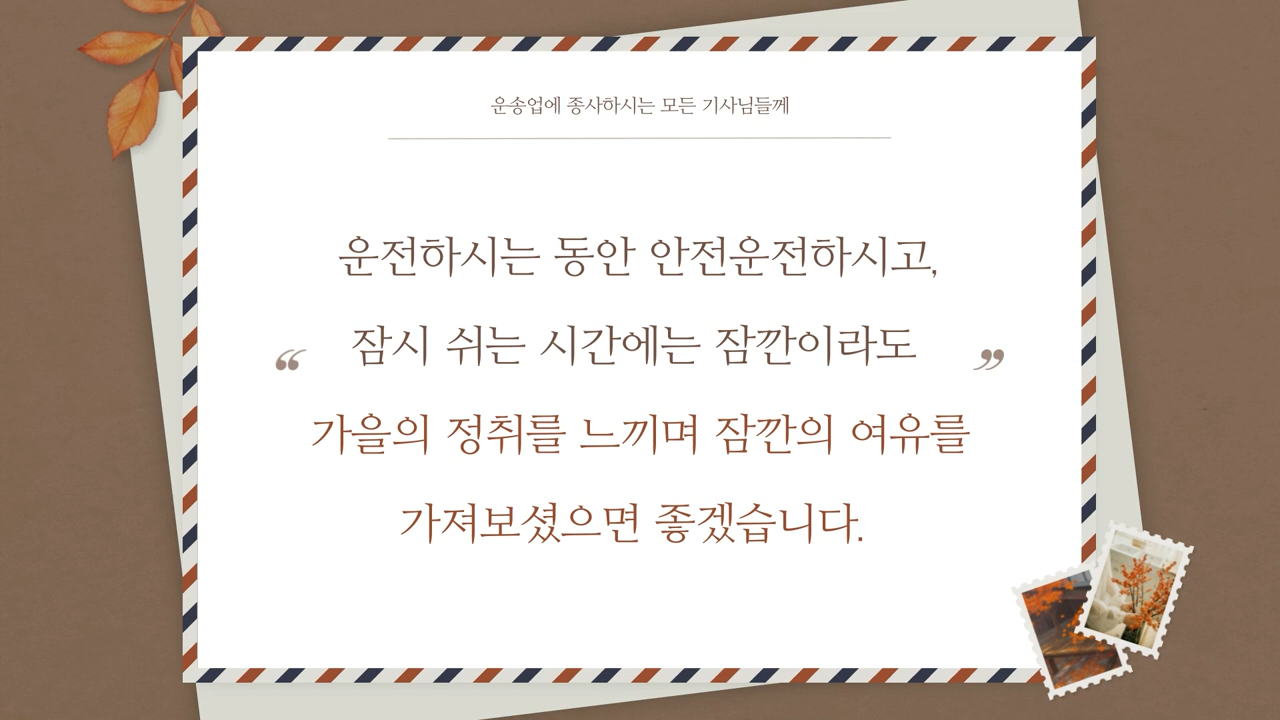 운송업에 종사하시는 모든 기사님들께
운전하시는 동안 안전운전하시고,
“ 잠시 쉬는 시간에는 잠깐이라도 ”
가을의 정취를 느끼며 잠깐의 여유를
가져보셨으면 좋겠습니다.